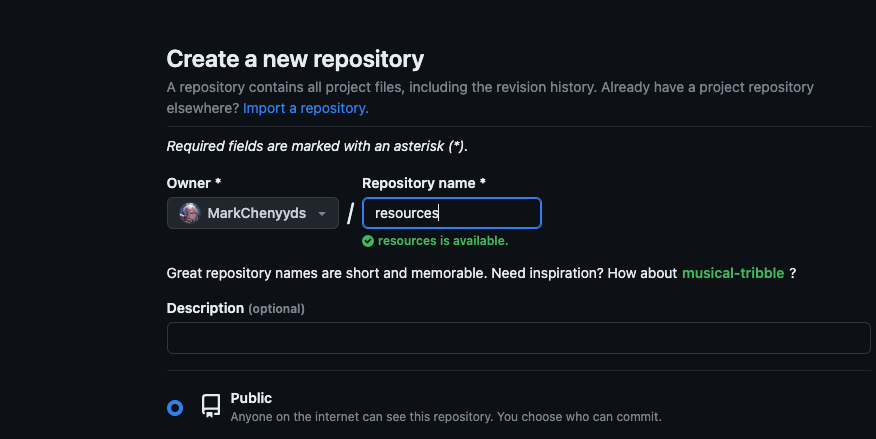 Create a new repository
A repository contains all project files, including the revision history. Already have a project repository
elsewhere? Import a repository.
Required fields are marked with an asterisk (*).
Owner * Repository name *
MarkChenyyds / resources
resources is available.
Great repository names are short and memorable. Need inspiration? How about musical-tribble ?
Description (optional)
Public
Anyone on the internet can see this repository. You choose who can commit.